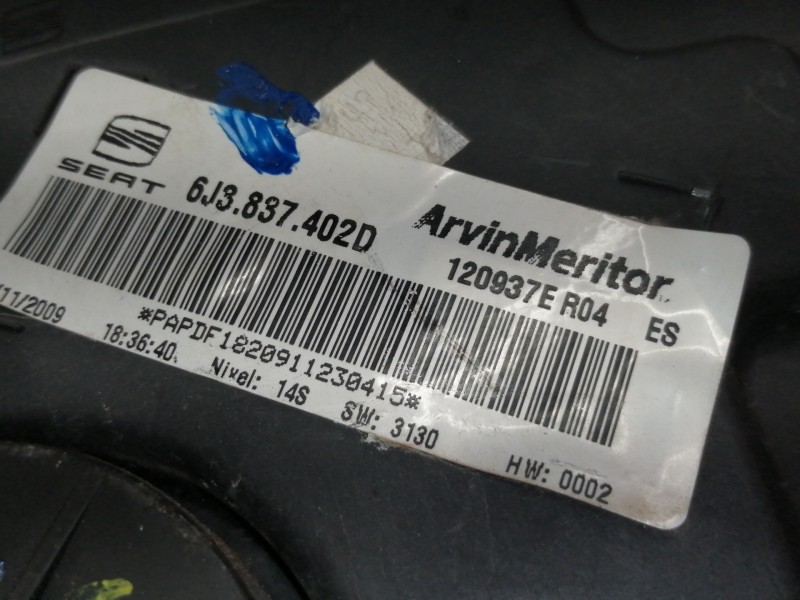 SEAT
6J3.837.402D
ArvinMeritor
120937E R04 ES
/11/2009
18:36:40
*PAPDF1820911230415*
Nivel: 14S
SW: 3130
HW: 0002